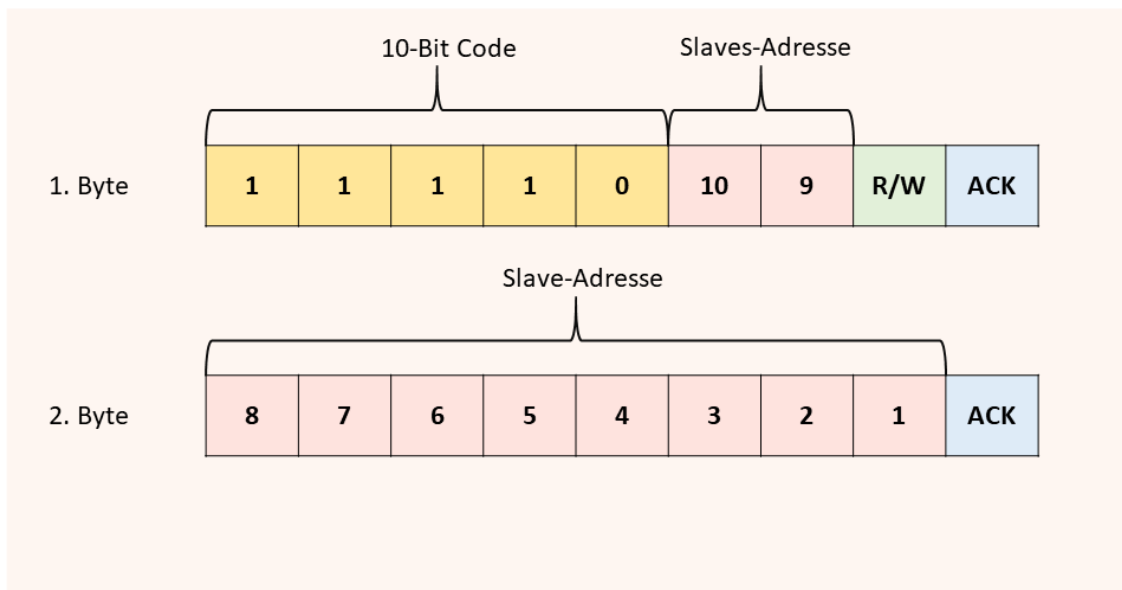 10-Bit Code Slaves-Adresse
1. Byte 1 1 1 1 0 10 9 R/W ACK
Slave-Adresse
2. Byte 8 7 6 5 4 3 2 1 ACK